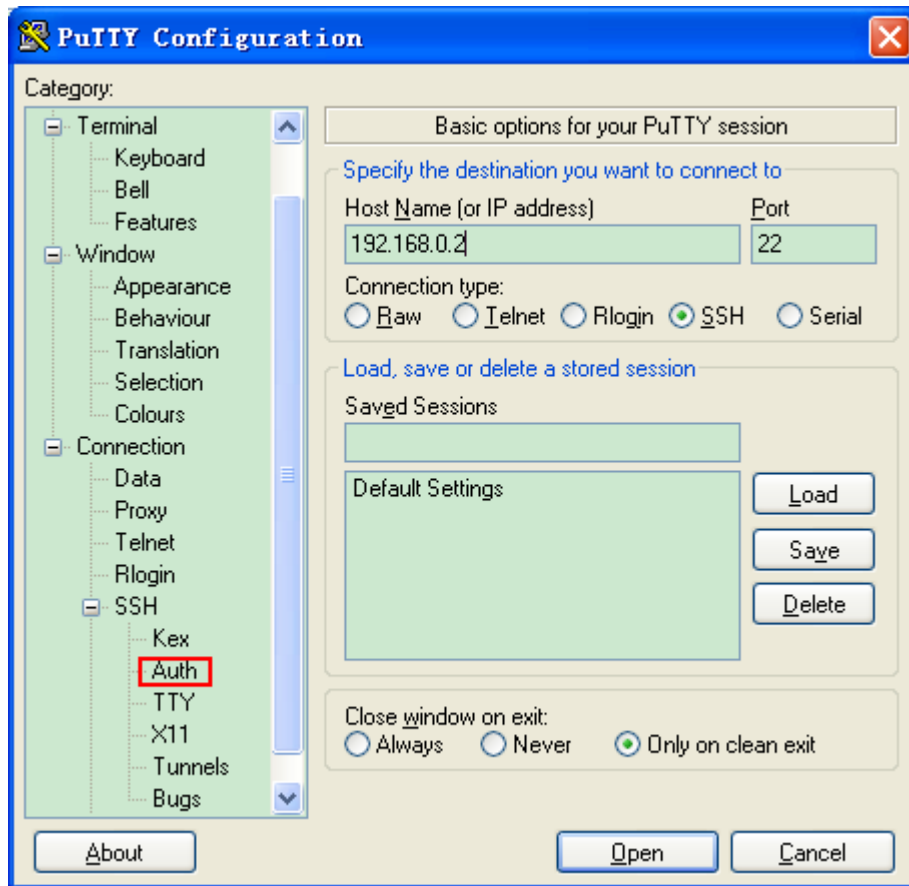 PuTTY Configuration
Category:
Terminal
Keyboard
Bell
Features
Window
Appearance
Behaviour
Translation
Selection
Colours
Connection
Data
Proxy
Telnet
Rlogin
SSH
Kex
Auth
TTY
X11
Tunnels
Bugs
Basic options for your PuTTY session
Specify the destination you want to connect to
Host Name (or IP address) Port
192.168.0.2 22
Connection type:
Raw Telnet Rlogin SSH Serial
Load, save or delete a stored session
Saved Sessions
Default Settings
Load
Save
Delete
Close window on exit:
Always Never Only on clean exit
About Open Cancel